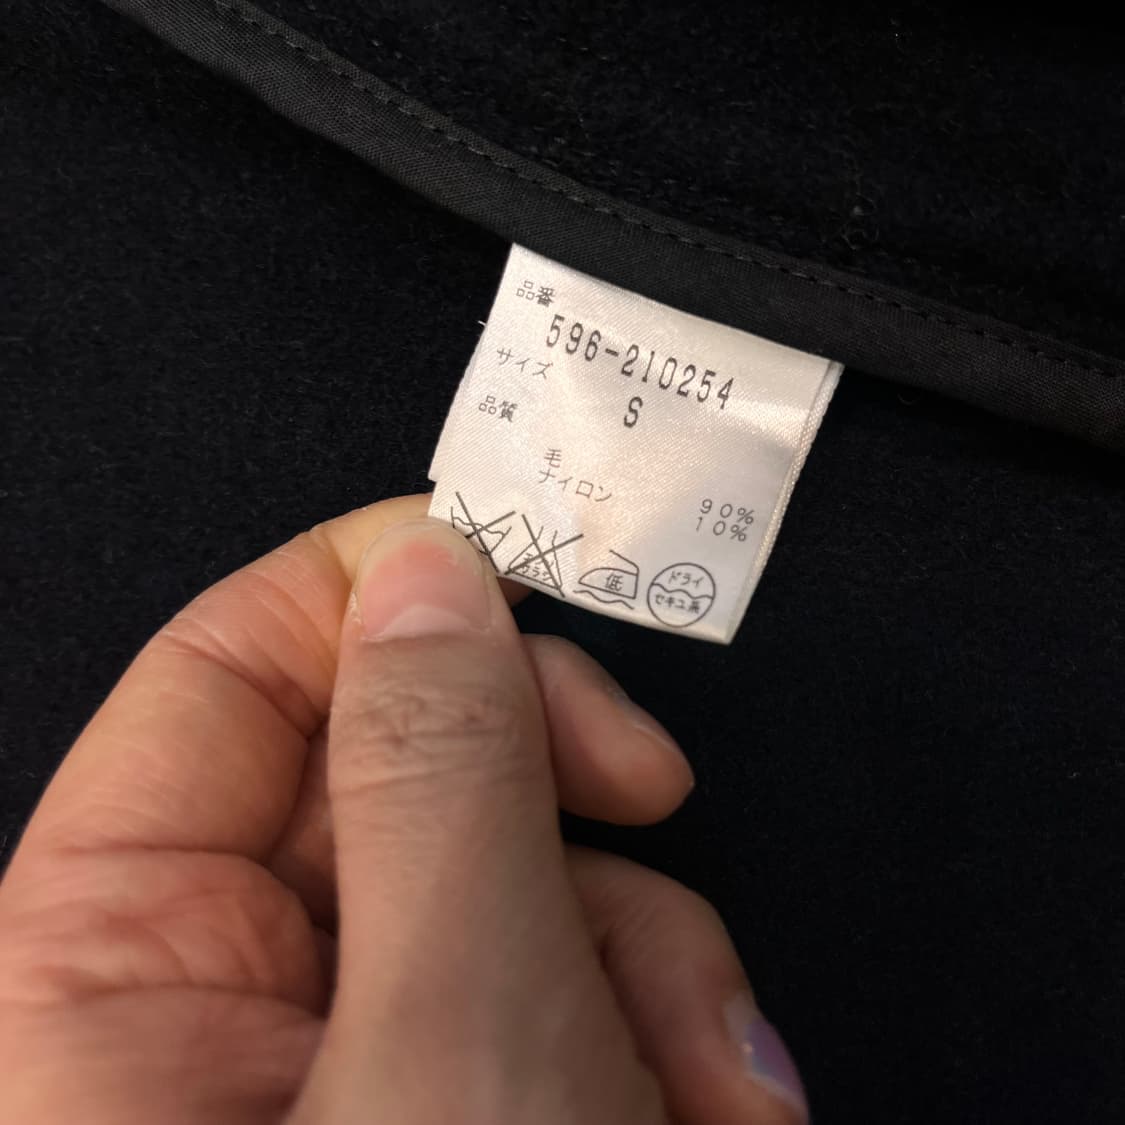 品番
596-210254
サイズ
S
品質
毛 90%
ナイロン 10%
低
ドライ
セキユ系